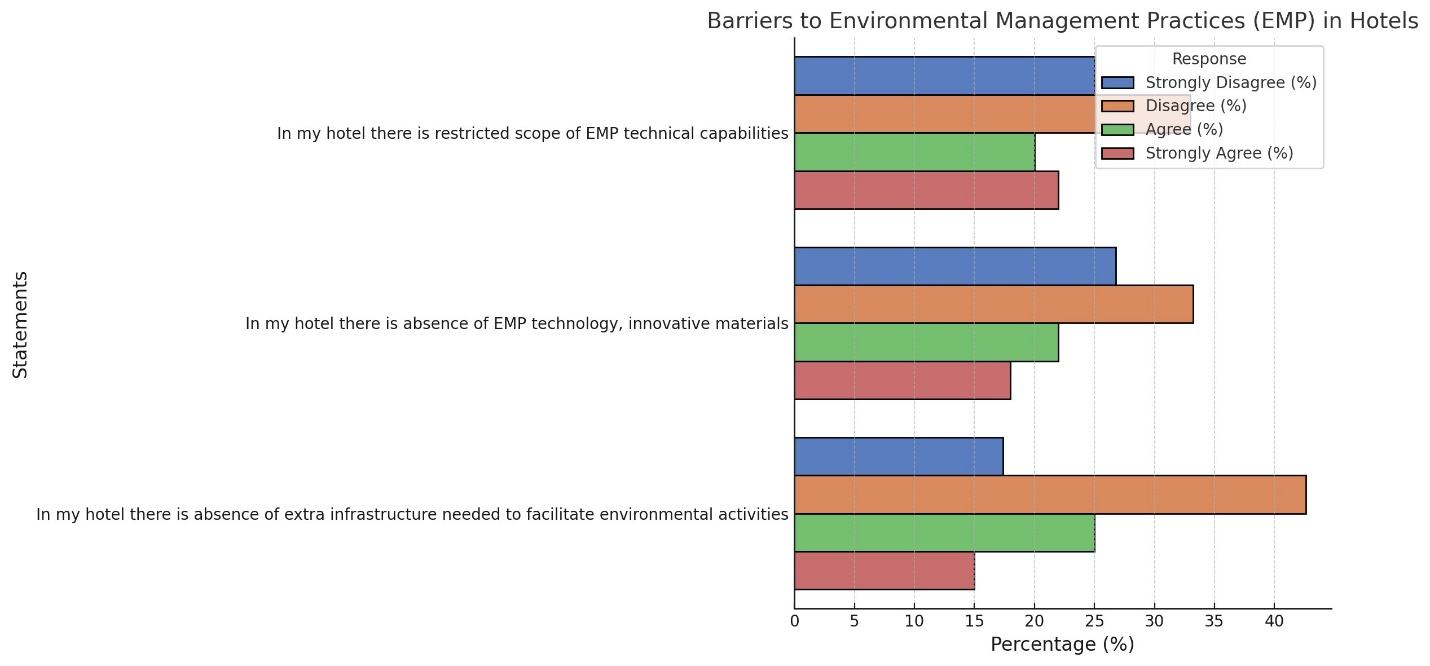 Barriers to Environmental Management Practices (EMP) in Hotels
Response
Strongly Disagree (%)
Disagree (%)
Agree (%)
Strongly Agree (%)
In my hotel there is restricted scope of EMP technical capabilities
In my hotel there is absence of EMP technology, innovative materials
In my hotel there is absence of extra infrastructure needed to facilitate environmental activities
Statements
0 5 10 15 20 25 30 35 40
Percentage (%)